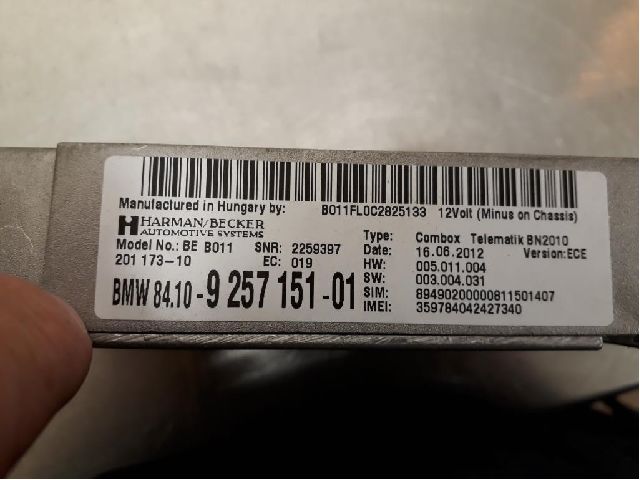 Manufactured in Hungary by: B011FL0C2825133 12Volt (Minus on Chassis)
HARMAN/BECKER
AUTOMOTIVE SYSTEMS
Model No.: BE B011 SNR: 2259397
201 173-10 EC: 019
BMW 84.10-9 257 151-01
Type: Combox Telematik BN2010
Date: 16.06.2012 Version:ECE
HW: 005.011.004
SW: 003.004.031
SIM: 89490200000811501407
IMEI: 359784042427340